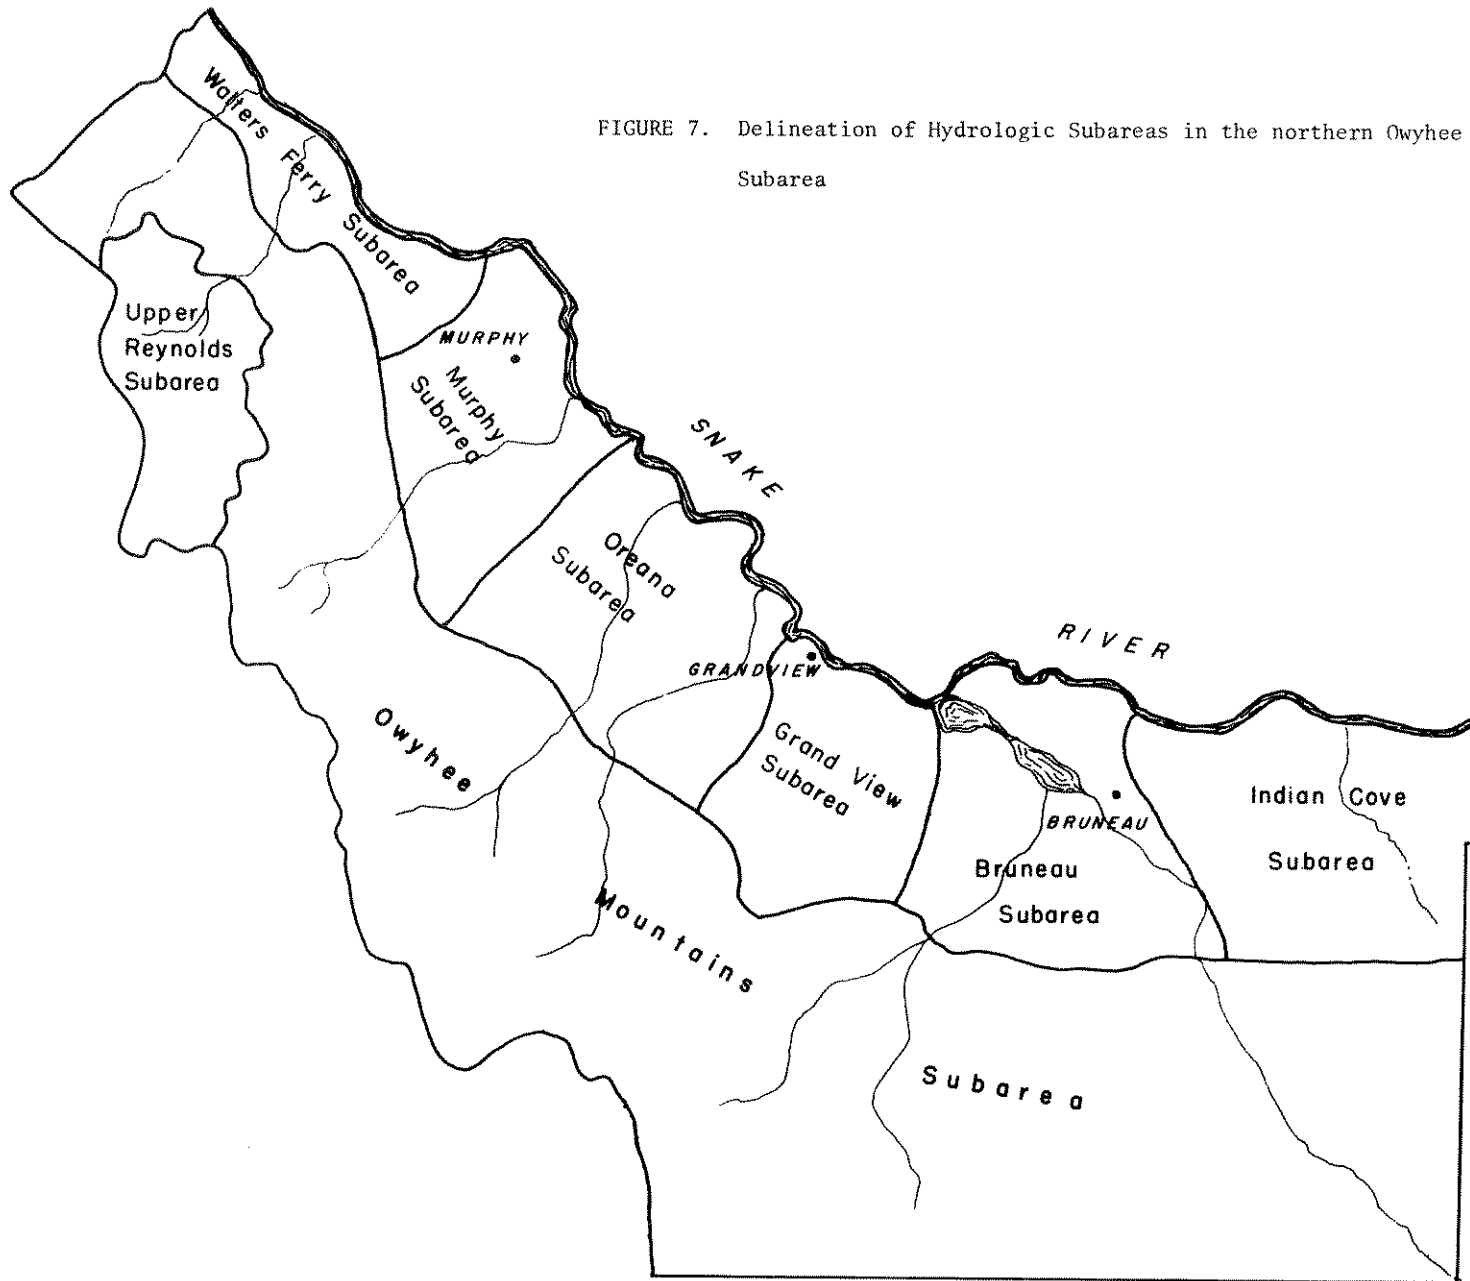 FIGURE 7. Delineation of Hydrologic Subareas in the northern Owyhee
Subarea
Walters Ferry Subarea
Upper
Reynolds
Subarea
MURPHY
Murphy
Subarea
SNAKE
RIVER
Oreana
Subarea
GRANDVIEW
Grand View
Subarea
Indian Cove
Subarea
BRUNEAU
Bruneau
Subarea
Owyhee
Mountains
Subarea